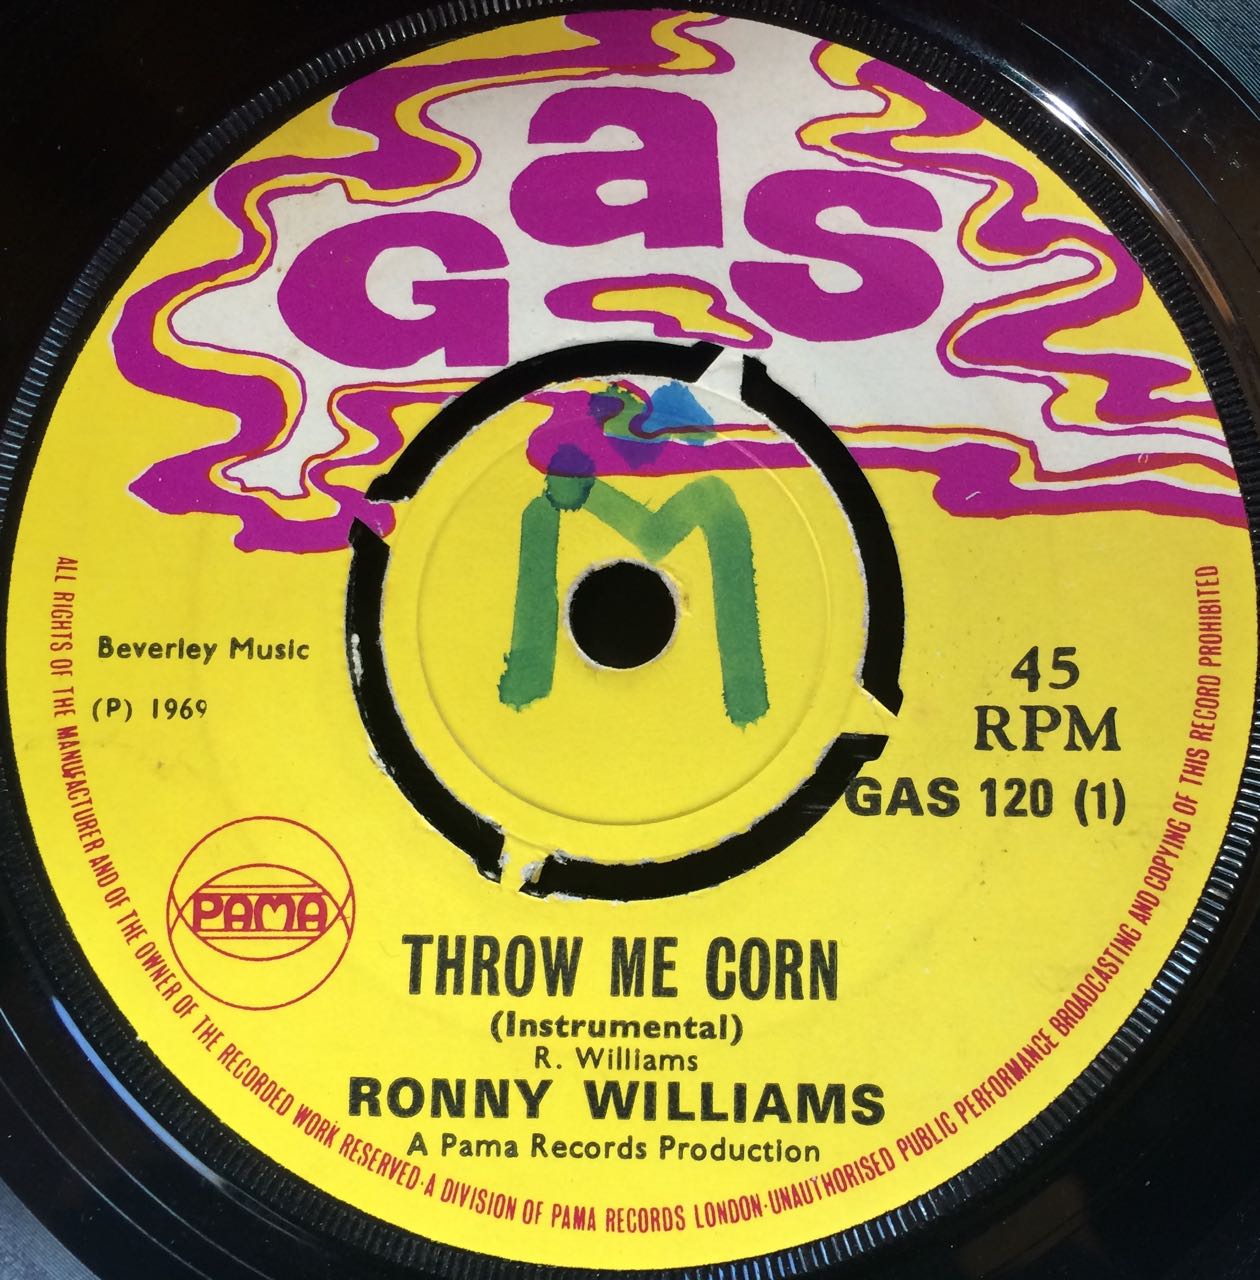 Gas
M
Beverley Music
(P) 1969
45
RPM
GAS 120 (1)
PAMA
THROW ME CORN
(Instrumental)
R. Williams
RONNY WILLIAMS
A Pama Records Production
ALL RIGHTS OF THE MANUFACTURER AND OF THE OWNER OF THE RECORDED WORK RESERVED·A DIVISION OF PAMA RECORDS LONDON·UNAUTHORISED PUBLIC PERFORMANCE BROADCASTING AND COPYING OF THIS RECORD PROHIBITED